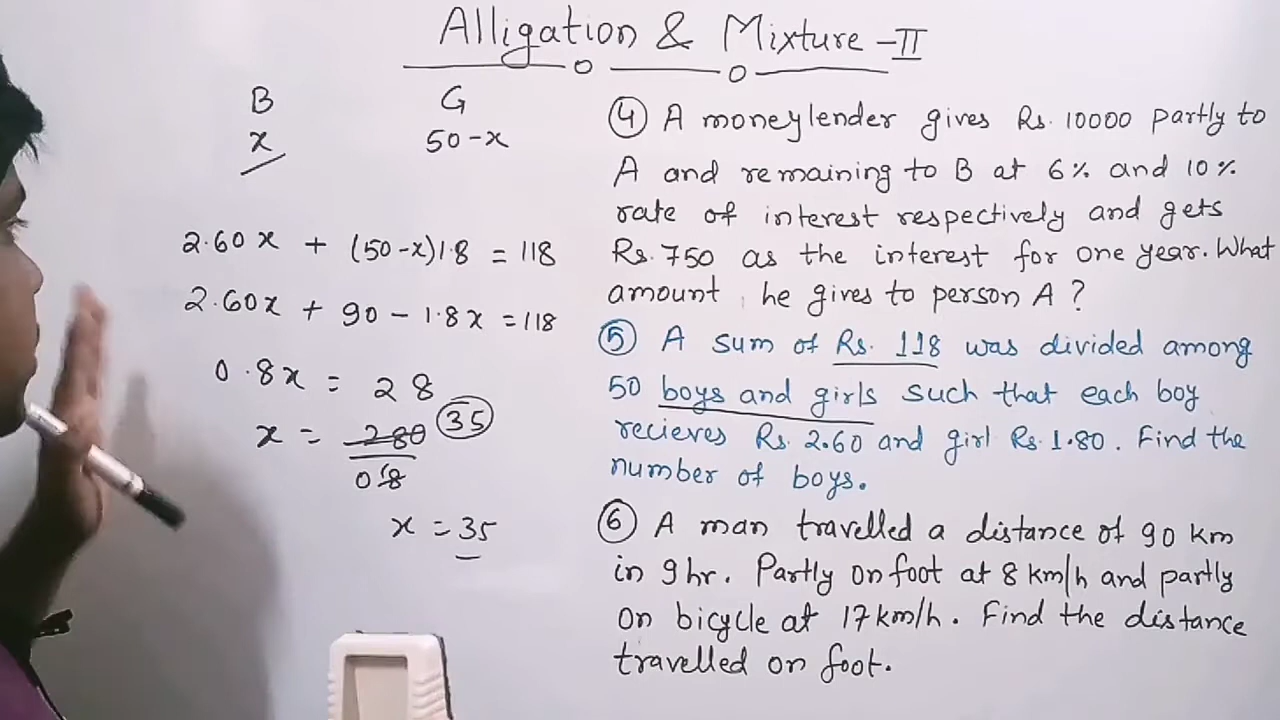 Alligation & Mixture - II
B G
x 50-x
2.60x + (50-x)1.8 = 118
2.60x + 90 - 1.8x = 118
0.8x = 28
x = 280 35
0.8
x = 35
4 A moneylender gives Rs. 10000 partly to
A and remaining to B at 6% and 10%
rate of interest respectively and gets
Rs. 750 as the interest for one year. What
amount he gives to person A ?
5 A sum of Rs. 118 was divided among
50 boys and girls such that each boy
recieves Rs. 2.60 and girl Rs. 1.80. Find the
number of boys.
6 A man travelled a distance of 90 km
in 9 hr. Partly on foot at 8 km/h and partly
on bicycle at 17 km/h. Find the distance
travelled on foot.